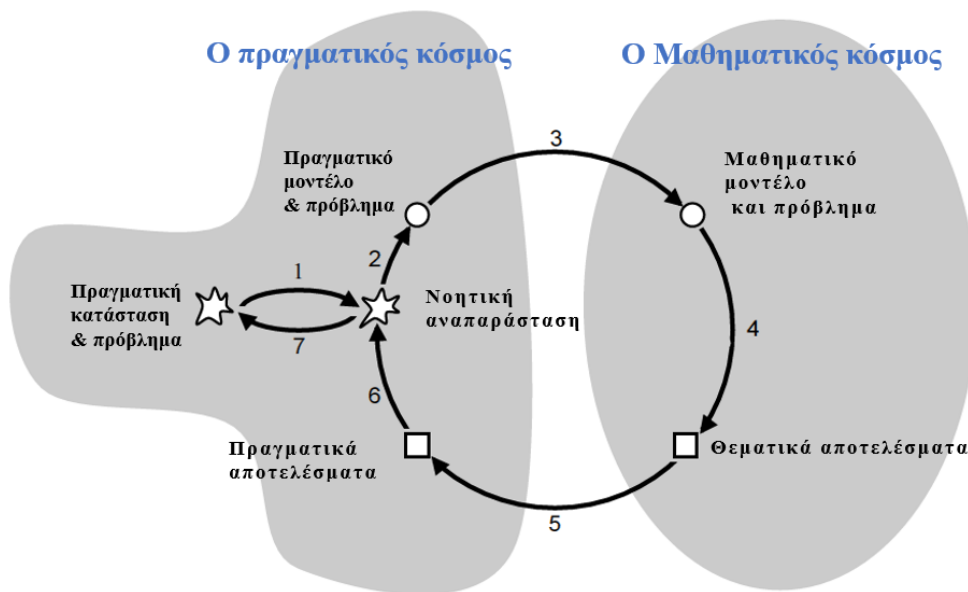 Ο πραγματικός κόσμος
Ο Μαθηματικός κόσμος
3
Πραγματικό
μοντέλο
& πρόβλημα
Μαθηματικό
μοντέλο
και πρόβλημα
2
1
Πραγματική
κατάσταση
& πρόβλημα
Νοητική
αναπαράσταση
7
4
6
Πραγματικά
αποτελέσματα
Θεματικά αποτελέσματα
5